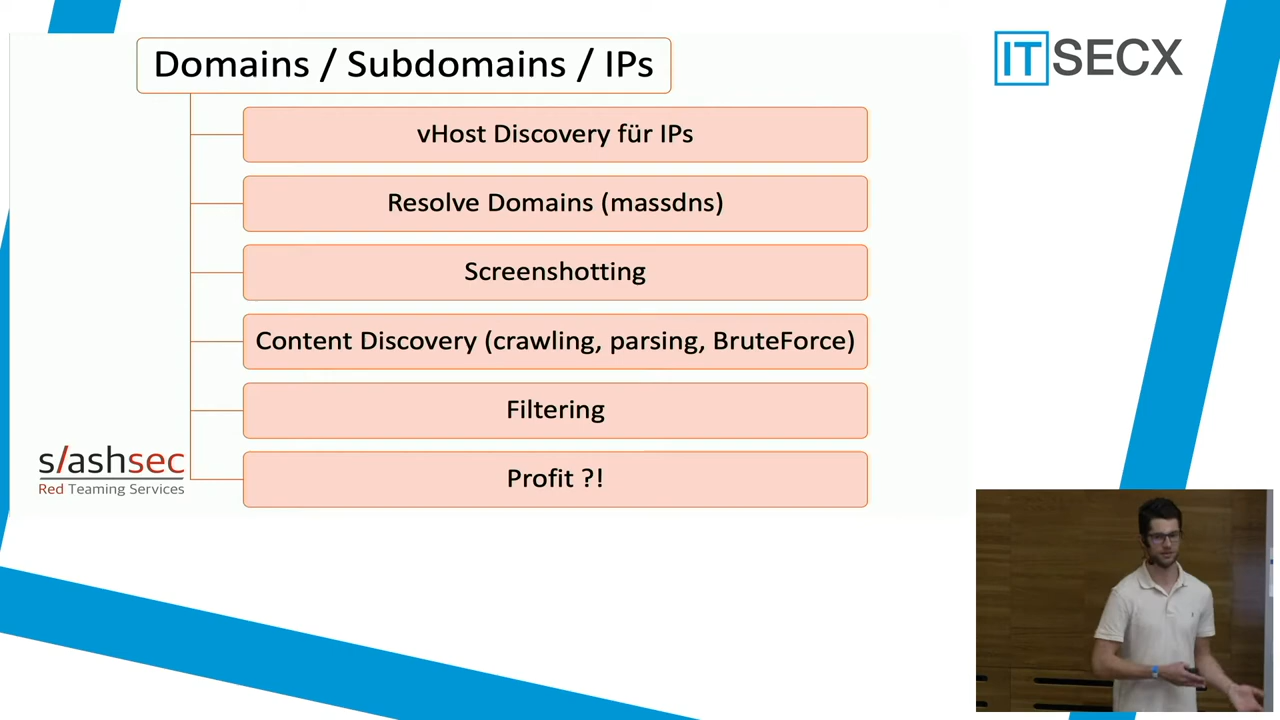 Domains / Subdomains / IPs
ITSECX
vHost Discovery für IPs
Resolve Domains (massdns)
Screenshotting
Content Discovery (crawling, parsing, BruteForce)
Filtering
Profit ?!
s/ashsec
Red Teaming Services